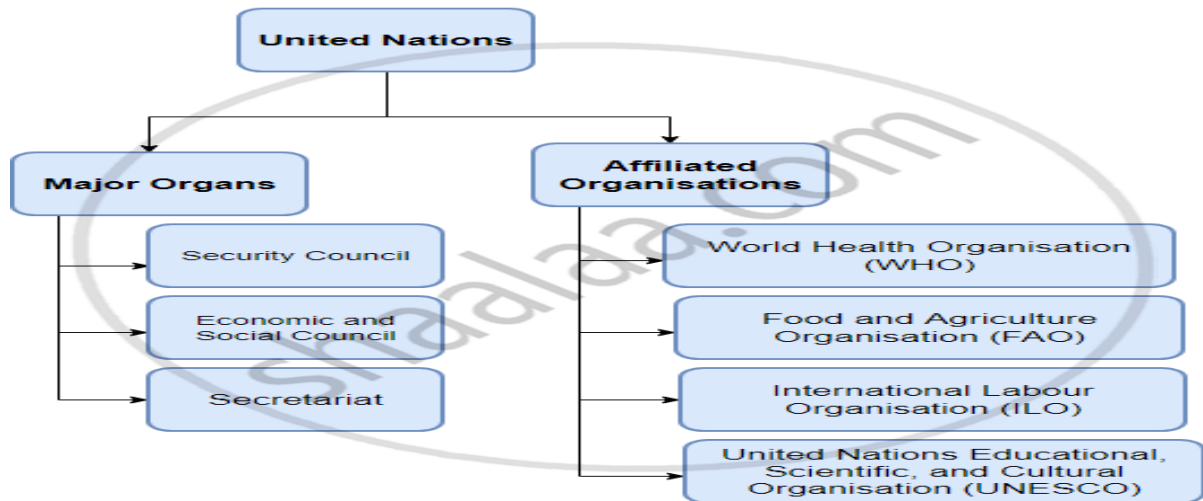 United Nations
Major Organs
Affiliated
Organisations
Security Council
Economic and
Social Council
Secretariat
World Health Organisation
(WHO)
Food and Agriculture
Organisation (FAO)
International Labour
Organisation (ILO)
United Nations Educational,
Scientific, and Cultural
Organisation (UNESCO)
shaalaa.com